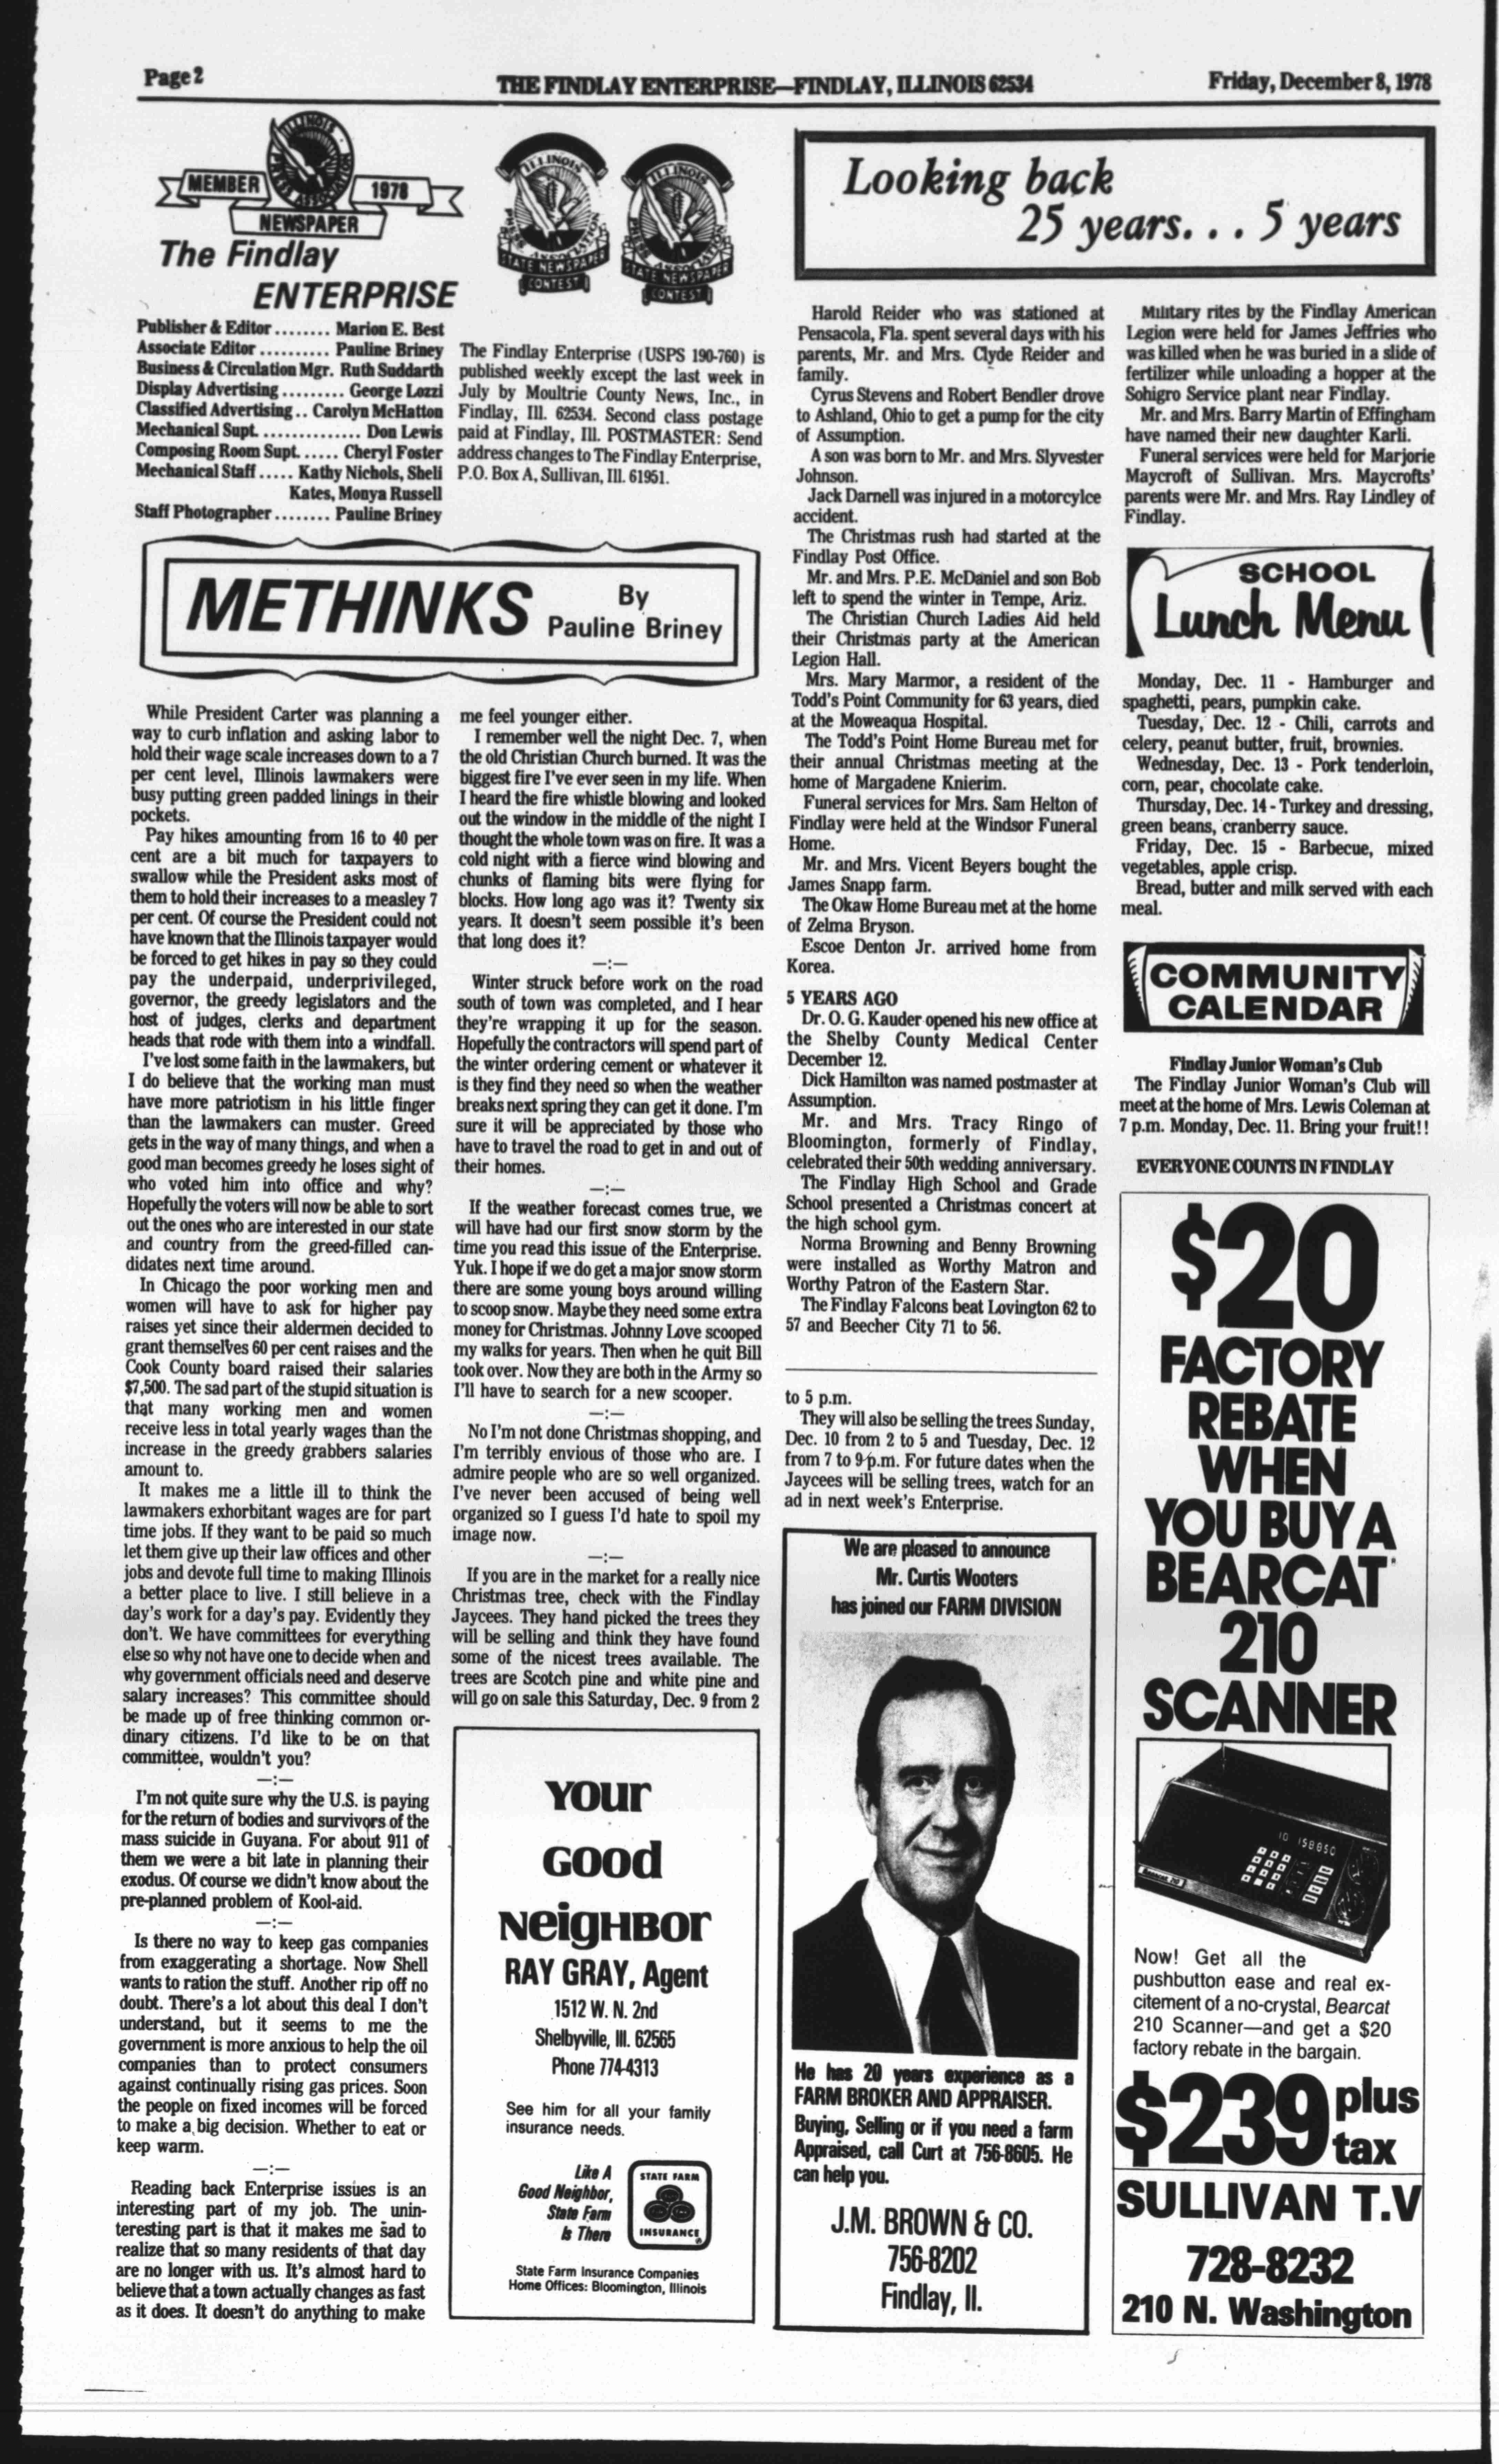 Page 2
THE FINDLAY ENTERPRISE—FINDLAY, ILLINOIS 62534
Friday, December 8, 1978
ILLINOIS
PRESS ASSOCIATION
MEMBER
1978
NEWSPAPER
The Findlay
ENTERPRISE
Publisher & Editor ........ Marion E. Best
Associate Editor .......... Pauline Briney
Business & Circulation Mgr. Ruth Suddarth
Display Advertising ......... George Lozzi
Classified Advertising .. Carolyn McHatton
Mechanical Supt. .............. Don Lewis
Composing Room Supt. ..... Cheryl Foster
Mechanical Staff ..... Kathy Nichols, Sheli
Kates, Monya Russell
Staff Photographer ........ Pauline Briney
ILLINOIS
PRESS ASSOCIATION
STATE NEWSPAPER
CONTEST
ILLINOIS
PRESS ASSOCIATION
STATE NEWSPAPER
CONTEST
The Findlay Enterprise (USPS 190-760) is
published weekly except the last week in
July by Moultrie County News, Inc., in
Findlay, Ill. 62534. Second class postage
paid at Findlay, Ill. POSTMASTER: Send
address changes to The Findlay Enterprise,
P.O. Box A, Sullivan, Ill. 61951.
METHINKS
By
Pauline Briney
While President Carter was planning a
way to curb inflation and asking labor to
hold their wage scale increases down to a 7
per cent level, Illinois lawmakers were
busy putting green padded linings in their
pockets.
Pay hikes amounting from 16 to 40 per
cent are a bit much for taxpayers to
swallow while the President asks most of
them to hold their increases to a measley 7
per cent. Of course the President could not
have known that the Illinois taxpayer would
be forced to get hikes in pay so they could
pay the underpaid, underprivileged,
governor, the greedy legislators and the
host of judges, clerks and department
heads that rode with them into a windfall.
I've lost some faith in the lawmakers, but
I do believe that the working man must
have more patriotism in his little finger
than the lawmakers can muster. Greed
gets in the way of many things, and when a
good man becomes greedy he loses sight of
who voted him into office and why?
Hopefully the voters will now be able to sort
out the ones who are interested in our state
and country from the greed-filled can-
didates next time around.
In Chicago the poor working men and
women will have to ask for higher pay
raises yet since their aldermen decided to
grant themselves 60 per cent raises and the
Cook County board raised their salaries
$7,500. The sad part of the stupid situation is
that many working men and women
receive less in total yearly wages than the
increase in the greedy grabbers salaries
amount to.
It makes me a little ill to think the
lawmakers exhorbitant wages are for part
time jobs. If they want to be paid so much
let them give up their law offices and other
jobs and devote full time to making Illinois
a better place to live. I still believe in a
day's work for a day's pay. Evidently they
don't. We have committees for everything
else so why not have one to decide when and
why government officials need and deserve
salary increases? This committee should
be made up of free thinking common or-
dinary citizens. I'd like to be on that
committee, wouldn't you?
—:—
I'm not quite sure why the U.S. is paying
for the return of bodies and survivors of the
mass suicide in Guyana. For about 911 of
them we were a bit late in planning their
exodus. Of course we didn't know about the
pre-planned problem of Kool-aid.
—:—
Is there no way to keep gas companies
from exaggerating a shortage. Now Shell
wants to ration the stuff. Another rip off no
doubt. There's a lot about this deal I don't
understand, but it seems to me the
government is more anxious to help the oil
companies than to protect consumers
against continually rising gas prices. Soon
the people on fixed incomes will be forced
to make a big decision. Whether to eat or
keep warm.
—:—
Reading back Enterprise issues is an
interesting part of my job. The unin-
teresting part is that it makes me sad to
realize that so many residents of that day
are no longer with us. It's almost hard to
believe that a town actually changes as fast
as it does. It doesn't do anything to make
me feel younger either.
I remember well the night Dec. 7, when
the old Christian Church burned. It was the
biggest fire I've ever seen in my life. When
I heard the fire whistle blowing and looked
out the window in the middle of the night I
thought the whole town was on fire. It was a
cold night with a fierce wind blowing and
chunks of flaming bits were flying for
blocks. How long ago was it? Twenty six
years. It doesn't seem possible it's been
that long does it?
—:—
Winter struck before work on the road
south of town was completed, and I hear
they're wrapping it up for the season.
Hopefully the contractors will spend part of
the winter ordering cement or whatever it
is they find they need so when the weather
breaks next spring they can get it done. I'm
sure it will be appreciated by those who
have to travel the road to get in and out of
their homes.
—:—
If the weather forecast comes true, we
will have had our first snow storm by the
time you read this issue of the Enterprise.
Yuk. I hope if we do get a major snow storm
there are some young boys around willing
to scoop snow. Maybe they need some extra
money for Christmas. Johnny Love scooped
my walks for years. Then when he quit Bill
took over. Now they are both in the Army so
I'll have to search for a new scooper.
—:—
No I'm not done Christmas shopping, and
I'm terribly envious of those who are. I
admire people who are so well organized.
I've never been accused of being well
organized so I guess I'd hate to spoil my
image now.
—:—
If you are in the market for a really nice
Christmas tree, check with the Findlay
Jaycees. They hand picked the trees they
will be selling and think they have found
some of the nicest trees available. The
trees are Scotch pine and white pine and
will go on sale this Saturday, Dec. 9 from 2
to 5 p.m.
They will also be selling the trees Sunday,
Dec. 10 from 2 to 5 and Tuesday, Dec. 12
from 7 to 9 p.m. For future dates when the
Jaycees will be selling trees, watch for an
ad in next week's Enterprise.
YOUR
GOOD
NEIGHBOR
RAY GRAY, Agent
1512 W. N. 2nd
Shelbyville, Ill. 62565
Phone 774-4313
See him for all your family
insurance needs.
Like A
Good Neighbor,
State Farm
Is There
STATE FARM
INSURANCE
State Farm Insurance Companies
Home Offices: Bloomington, Illinois
Looking back
25 years. . . 5 years
Harold Reider who was stationed at
Pensacola, Fla. spent several days with his
parents, Mr. and Mrs. Clyde Reider and
family.
Cyrus Stevens and Robert Bendler drove
to Ashland, Ohio to get a pump for the city
of Assumption.
A son was born to Mr. and Mrs. Slyvester
Johnson.
Jack Darnell was injured in a motorcylce
accident.
The Christmas rush had started at the
Findlay Post Office.
Mr. and Mrs. P.E. McDaniel and son Bob
left to spend the winter in Tempe, Ariz.
The Christian Church Ladies Aid held
their Christmas party at the American
Legion Hall.
Mrs. Mary Marmor, a resident of the
Todd's Point Community for 63 years, died
at the Moweaqua Hospital.
The Todd's Point Home Bureau met for
their annual Christmas meeting at the
home of Margadene Knierim.
Funeral services for Mrs. Sam Helton of
Findlay were held at the Windsor Funeral
Home.
Mr. and Mrs. Vicent Beyers bought the
James Snapp farm.
The Okaw Home Bureau met at the home
of Zelma Bryson.
Escoe Denton Jr. arrived home from
Korea.
5 YEARS AGO
Dr. O. G. Kauder opened his new office at
the Shelby County Medical Center
December 12.
Dick Hamilton was named postmaster at
Assumption.
Mr. and Mrs. Tracy Ringo of
Bloomington, formerly of Findlay,
celebrated their 50th wedding anniversary.
The Findlay High School and Grade
School presented a Christmas concert at
the high school gym.
Norma Browning and Benny Browning
were installed as Worthy Matron and
Worthy Patron of the Eastern Star.
The Findlay Falcons beat Lovington 62 to
57 and Beecher City 71 to 56.
Military rites by the Findlay American
Legion were held for James Jeffries who
was killed when he was buried in a slide of
fertilizer while unloading a hopper at the
Sohigro Service plant near Findlay.
Mr. and Mrs. Barry Martin of Effingham
have named their new daughter Karli.
Funeral services were held for Marjorie
Maycroft of Sullivan. Mrs. Maycrofts'
parents were Mr. and Mrs. Ray Lindley of
Findlay.
We are pleased to announce
Mr. Curtis Wooters
has joined our FARM DIVISION
He has 20 years experience as a
FARM BROKER AND APPRAISER.
Buying, Selling or if you need a farm
Appraised, call Curt at 756-8605. He
can help you.
J.M. BROWN & CO.
756-8202
Findlay, Il.
SCHOOL
Lunch Menu
Monday, Dec. 11 - Hamburger and
spaghetti, pears, pumpkin cake.
Tuesday, Dec. 12 - Chili, carrots and
celery, peanut butter, fruit, brownies.
Wednesday, Dec. 13 - Pork tenderloin,
corn, pear, chocolate cake.
Thursday, Dec. 14 - Turkey and dressing,
green beans, cranberry sauce.
Friday, Dec. 15 - Barbecue, mixed
vegetables, apple crisp.
Bread, butter and milk served with each
meal.
COMMUNITY
CALENDAR
Findlay Junior Woman's Club
The Findlay Junior Woman's Club will
meet at the home of Mrs. Lewis Coleman at
7 p.m. Monday, Dec. 11. Bring your fruit!!
EVERYONE COUNTS IN FINDLAY
$20
FACTORY
REBATE
WHEN
YOU BUY A
BEARCAT
210
SCANNER
10 158.850
Bearcat 210
Now! Get all the
pushbutton ease and real ex-
citement of a no-crystal, Bearcat
210 Scanner—and get a $20
factory rebate in the bargain.
$239 plus
tax
SULLIVAN T.V
728-8232
210 N. Washington